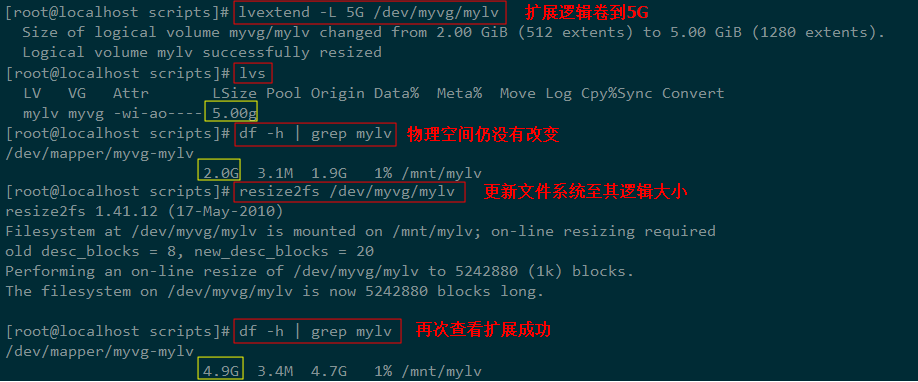 [root@localhost scripts]# lvextend -L 5G /dev/myvg/mylv 扩展逻辑卷到5G
Size of logical volume myvg/mylv changed from 2.00 GiB (512 extents) to 5.00 GiB (1280 extents).
Logical volume mylv successfully resized
[root@localhost scripts]# lvs
LV VG Attr LSize Pool Origin Data% Meta% Move Log Cpy%Sync Convert
mylv myvg -wi-ao---- 5.00g
[root@localhost scripts]# df -h | grep mylv 物理空间仍没有改变
/dev/mapper/myvg-mylv
2.0G 3.1M 1.9G 1% /mnt/mylv
[root@localhost scripts]# resize2fs /dev/myvg/mylv 更新文件系统至其逻辑大小
resize2fs 1.41.12 (17-May-2010)
Filesystem at /dev/myvg/mylv is mounted on /mnt/mylv; on-line resizing required
old desc_blocks = 8, new_desc_blocks = 20
Performing an on-line resize of /dev/myvg/mylv to 5242880 (1k) blocks.
The filesystem on /dev/myvg/mylv is now 5242880 blocks long.
[root@localhost scripts]# df -h | grep mylv 再次查看扩展成功
/dev/mapper/myvg-mylv
4.9G 3.4M 4.7G 1% /mnt/mylv